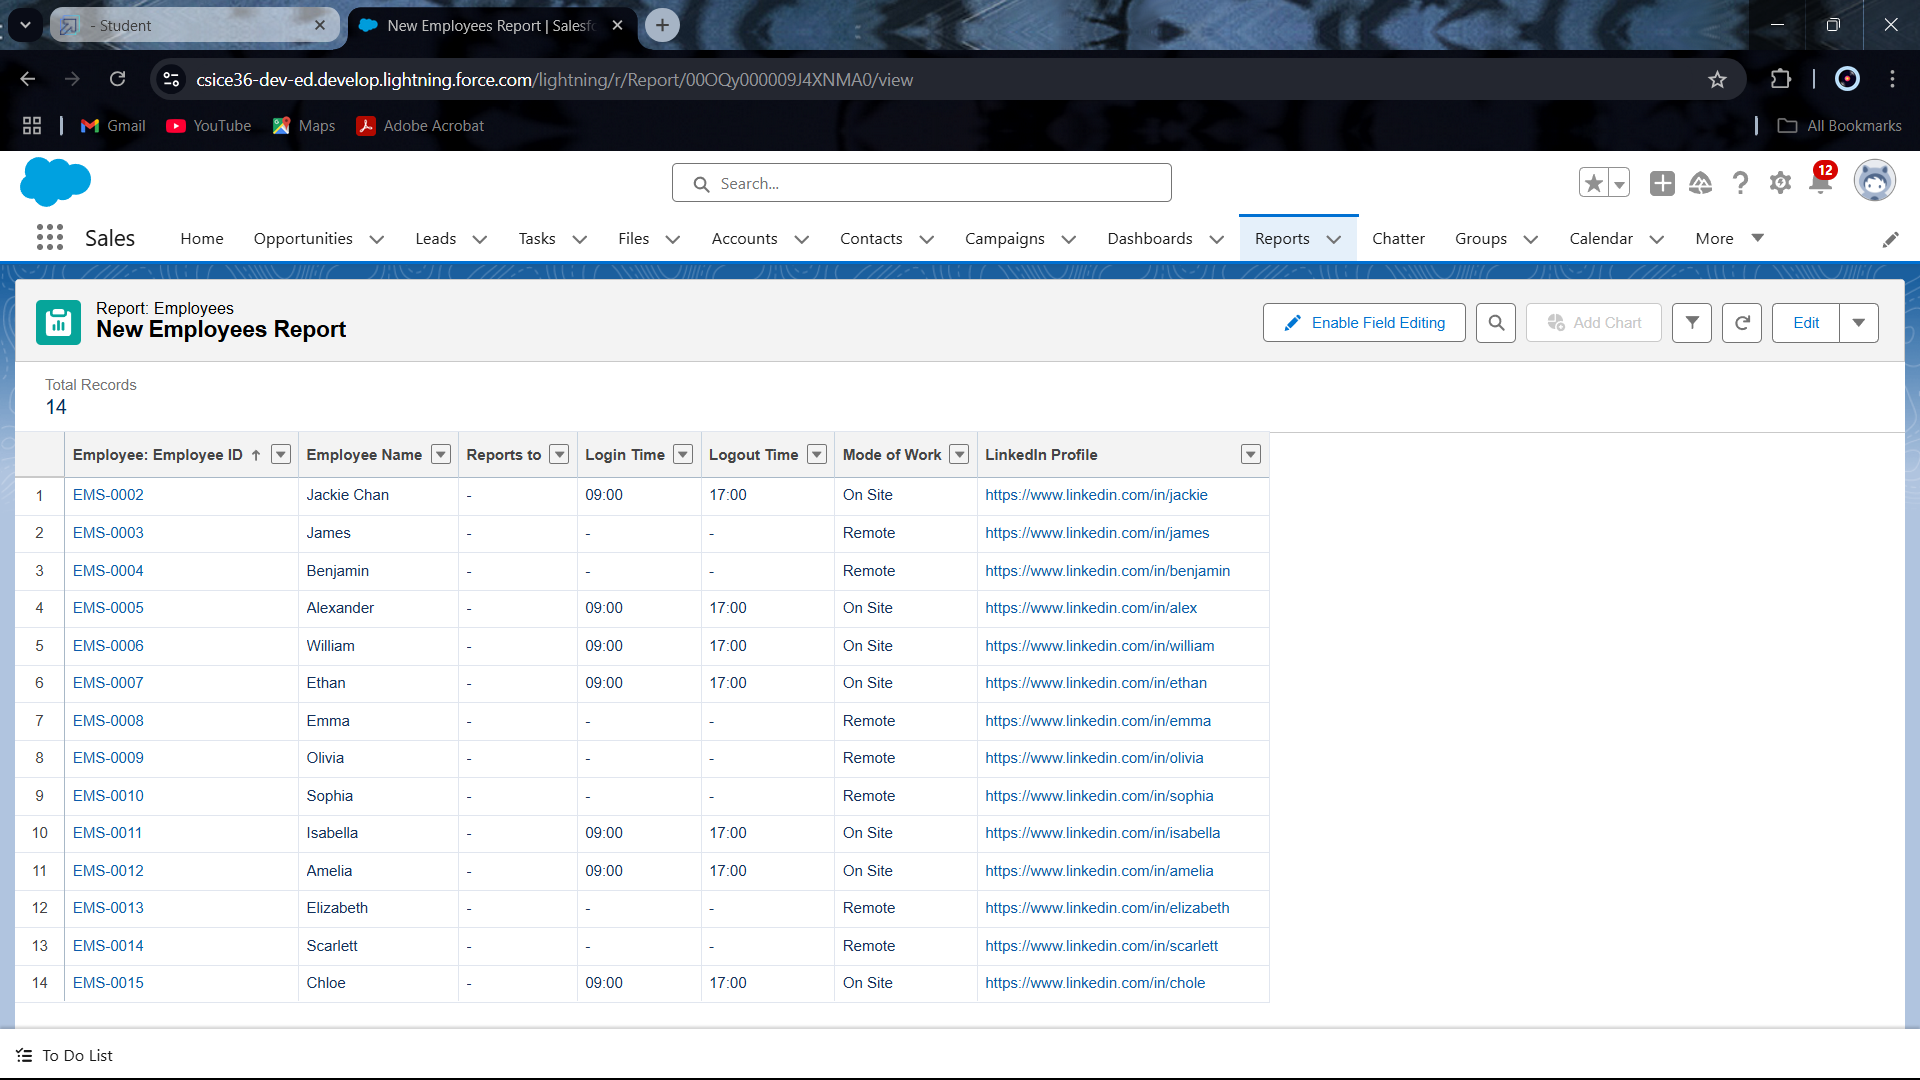 - Student
New Employees Report | Salesfo
csice36-dev-ed.develop.lightning.force.com/lightning/r/Report/00OQy000009J4XNMA0/view
Gmail YouTube Maps Adobe Acrobat All Bookmarks
Search...
12
Sales Home Opportunities Leads Tasks Files Accounts Contacts Campaigns Dashboards Reports Chatter Groups Calendar More
Report: Employees
New Employees Report
Enable Field Editing Add Chart Edit
Total Records
14
Employee: Employee ID ↑ Employee Name Reports to Login Time Logout Time Mode of Work LinkedIn Profile
1 EMS-0002 Jackie Chan - 09:00 17:00 On Site https://www.linkedin.com/in/jackie
2 EMS-0003 James - - - Remote https://www.linkedin.com/in/james
3 EMS-0004 Benjamin - - - Remote https://www.linkedin.com/in/benjamin
4 EMS-0005 Alexander - 09:00 17:00 On Site https://www.linkedin.com/in/alex
5 EMS-0006 William - 09:00 17:00 On Site https://www.linkedin.com/in/william
6 EMS-0007 Ethan - 09:00 17:00 On Site https://www.linkedin.com/in/ethan
7 EMS-0008 Emma - - - Remote https://www.linkedin.com/in/emma
8 EMS-0009 Olivia - - - Remote https://www.linkedin.com/in/olivia
9 EMS-0010 Sophia - - - Remote https://www.linkedin.com/in/sophia
10 EMS-0011 Isabella - 09:00 17:00 On Site https://www.linkedin.com/in/isabella
11 EMS-0012 Amelia - 09:00 17:00 On Site https://www.linkedin.com/in/amelia
12 EMS-0013 Elizabeth - - - Remote https://www.linkedin.com/in/elizabeth
13 EMS-0014 Scarlett - - - Remote https://www.linkedin.com/in/scarlett
14 EMS-0015 Chloe - 09:00 17:00 On Site https://www.linkedin.com/in/chole
To Do List